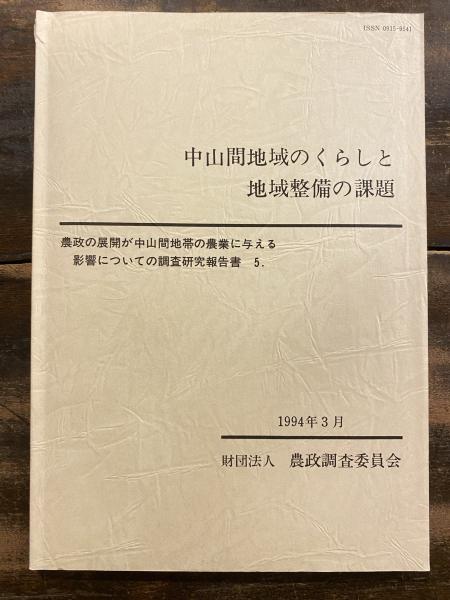 ISSN 0915-9541
中山間地域のくらしと
地域整備の課題
農政の展開が中山間地帯の農業に与える
影響についての調査研究報告書 5.
1994年3月
財団法人 農政調査委員会